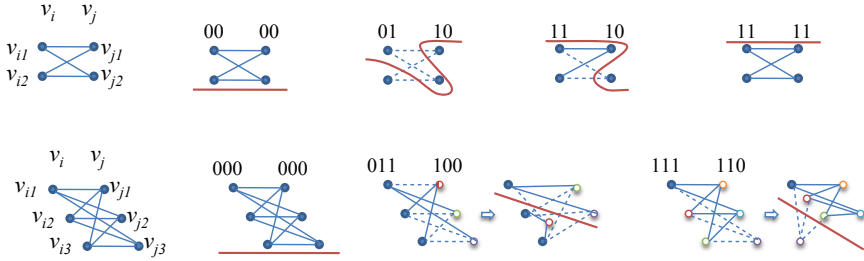 v_i v_j
00 00 01 10 11 10 11 11
v_i1 v_j1
v_i2 v_j2
v_i v_j
000 000 011 100 111 110
v_i1 v_j1
v_i2 v_j2
v_i3 v_j3